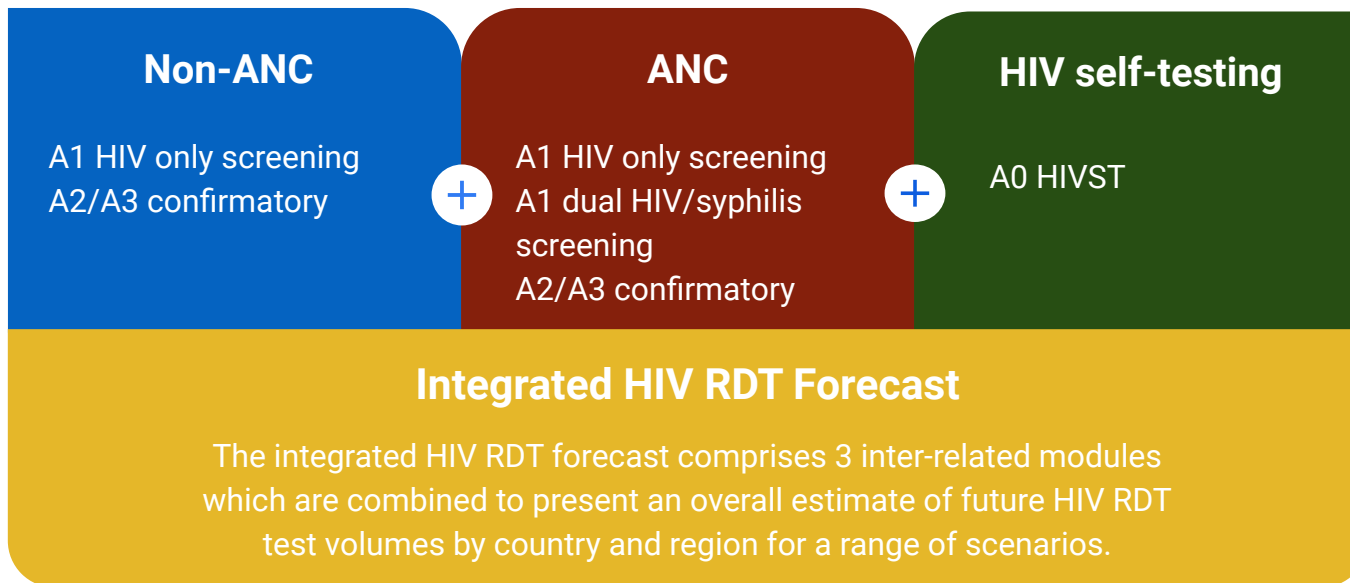 Non-ANC
A1 HIV only screening
A2/A3 confirmatory
+
ANC
A1 HIV only screening
A1 dual HIV/syphilis
screening
A2/A3 confirmatory
+
HIV self-testing
A0 HIVST
Integrated HIV RDT Forecast
The integrated HIV RDT forecast comprises 3 inter-related modules
which are combined to present an overall estimate of future HIV RDT
test volumes by country and region for a range of scenarios.